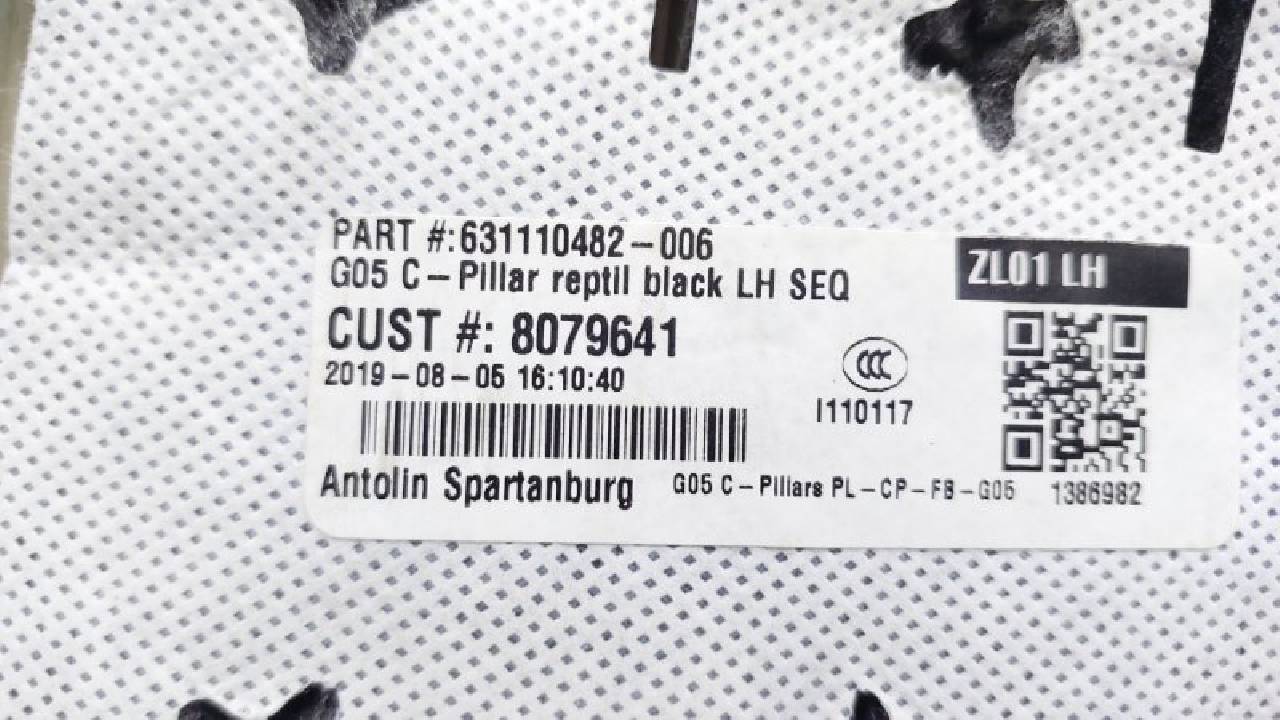 PART #:631110482-006
G05 C-Pillar reptil black LH SEQ
ZL01 LH
CUST #: 8079641
2019-08-05 16:10:40
CCC
I110117
Antolin Spartanburg
G05 C-Pillars PL-CP-FB-G05
1386982